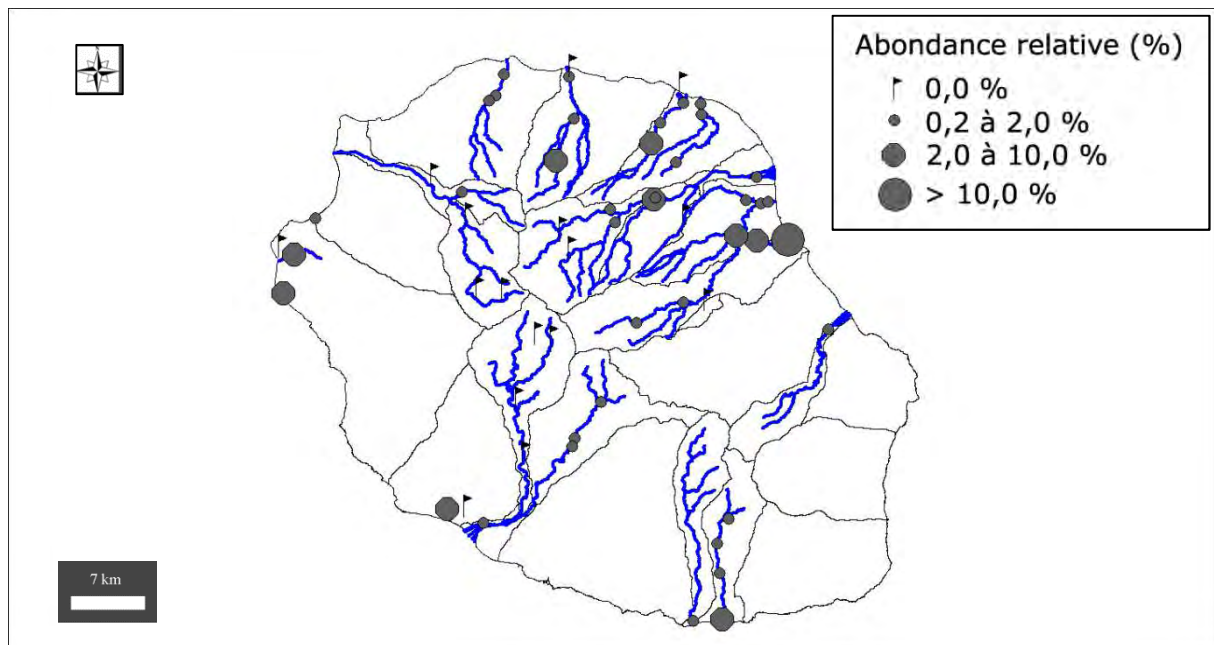 Abondance relative (%)
0,0 %
0,2 à 2,0 %
2,0 à 10,0 %
> 10,0 %
7 km